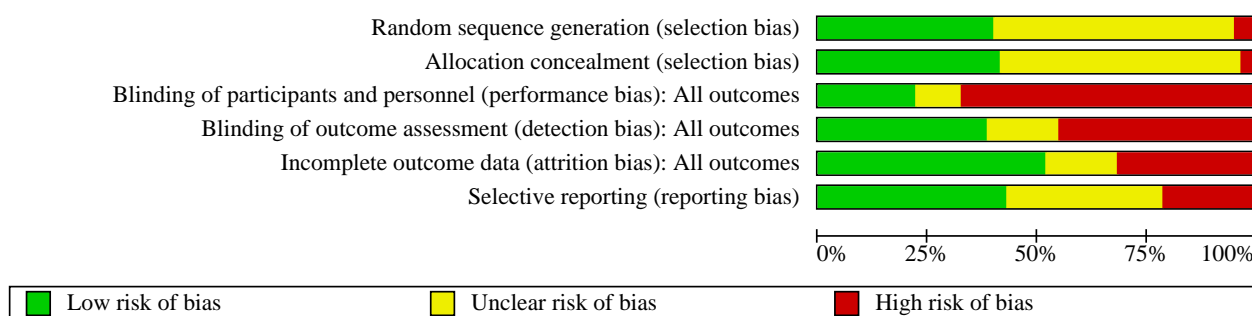 Random sequence generation (selection bias)
Allocation concealment (selection bias)
Blinding of participants and personnel (performance bias): All outcomes
Blinding of outcome assessment (detection bias): All outcomes
Incomplete outcome data (attrition bias): All outcomes
Selective reporting (reporting bias)
0% 25% 50% 75% 100%
Low risk of bias Unclear risk of bias High risk of bias